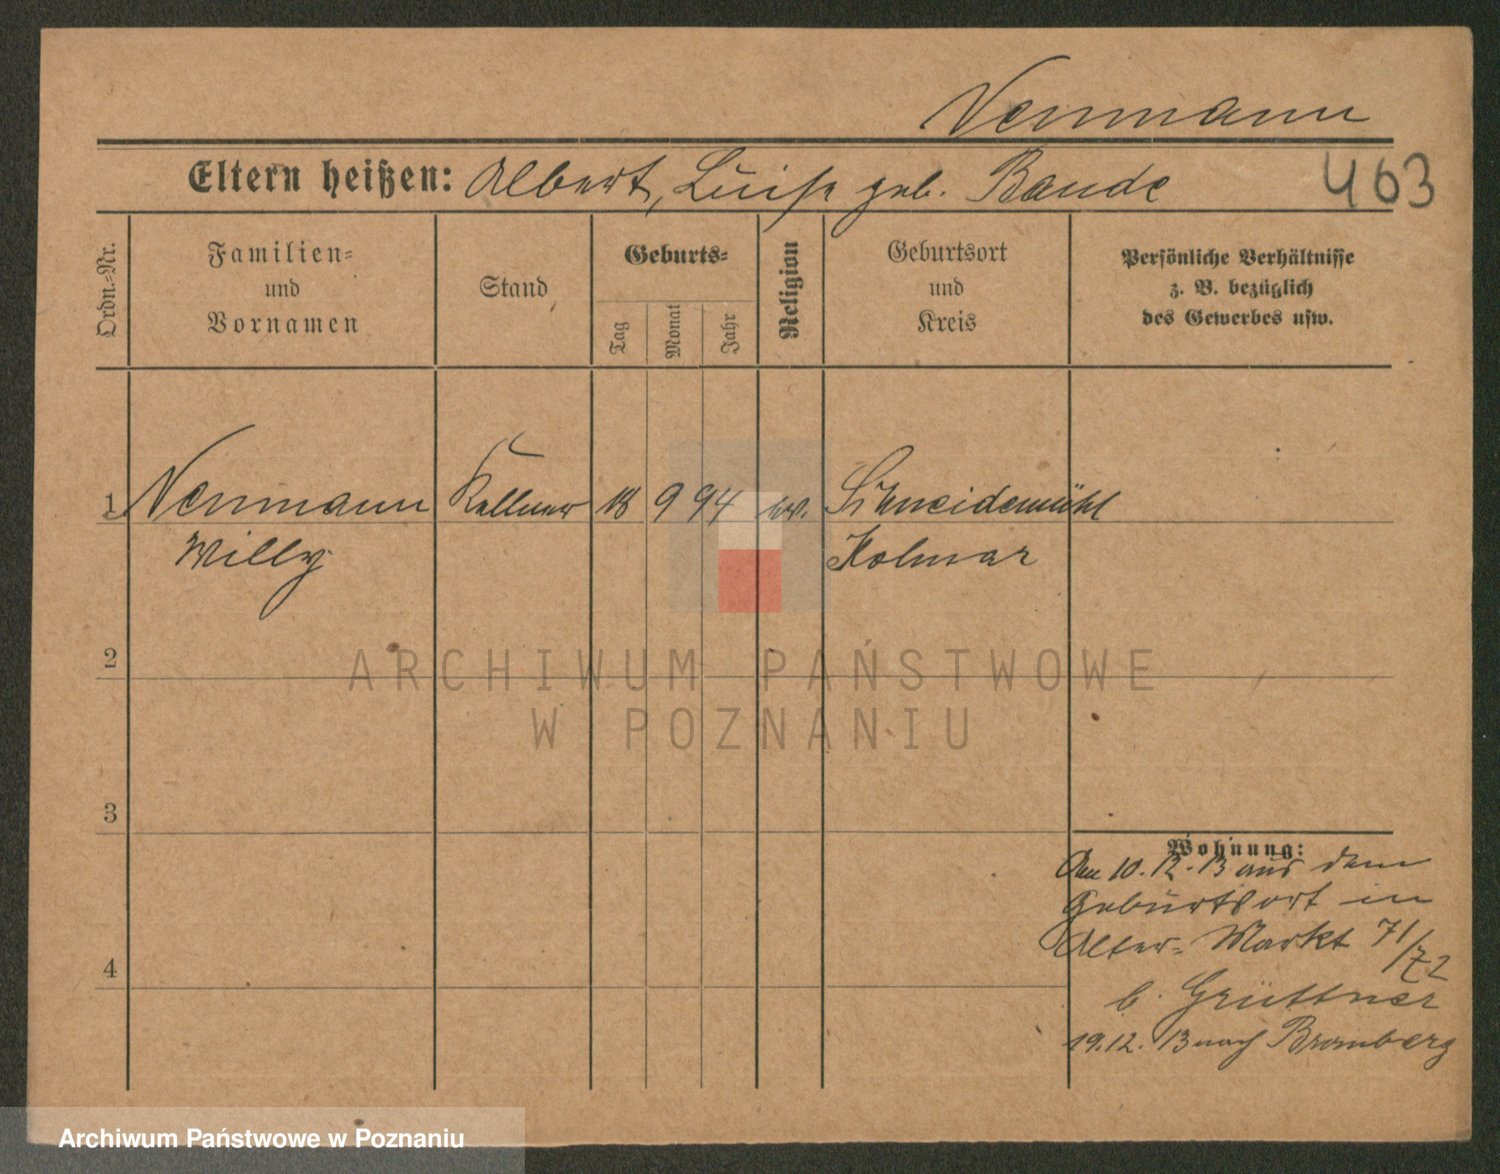 Neumann
Eltern heißen: Albert, Luise geb. Bande
463
Ordn.-Nr.
Familien-
und
Vornamen
Stand
Geburts-
Tag
Monat
Jahr
Religion
Geburtsort
und
Kreis
Persönliche Verhältnisse
z. B. bezüglich
des Gewerbes usw.
1 Neumann Kellner 18 9 94 ev. Schneidemühl
Willy Kolmar
2
ARCHIWUM PAŃSTWOWE
W POZNANIU
3
Wohnung:
Am 10.12.13 aus dem
Geburtsort in
Alter-Markt 71/72
b. Grüttner
4
19.12.13 nach Bromberg
Archiwum Państwowe w Poznaniu